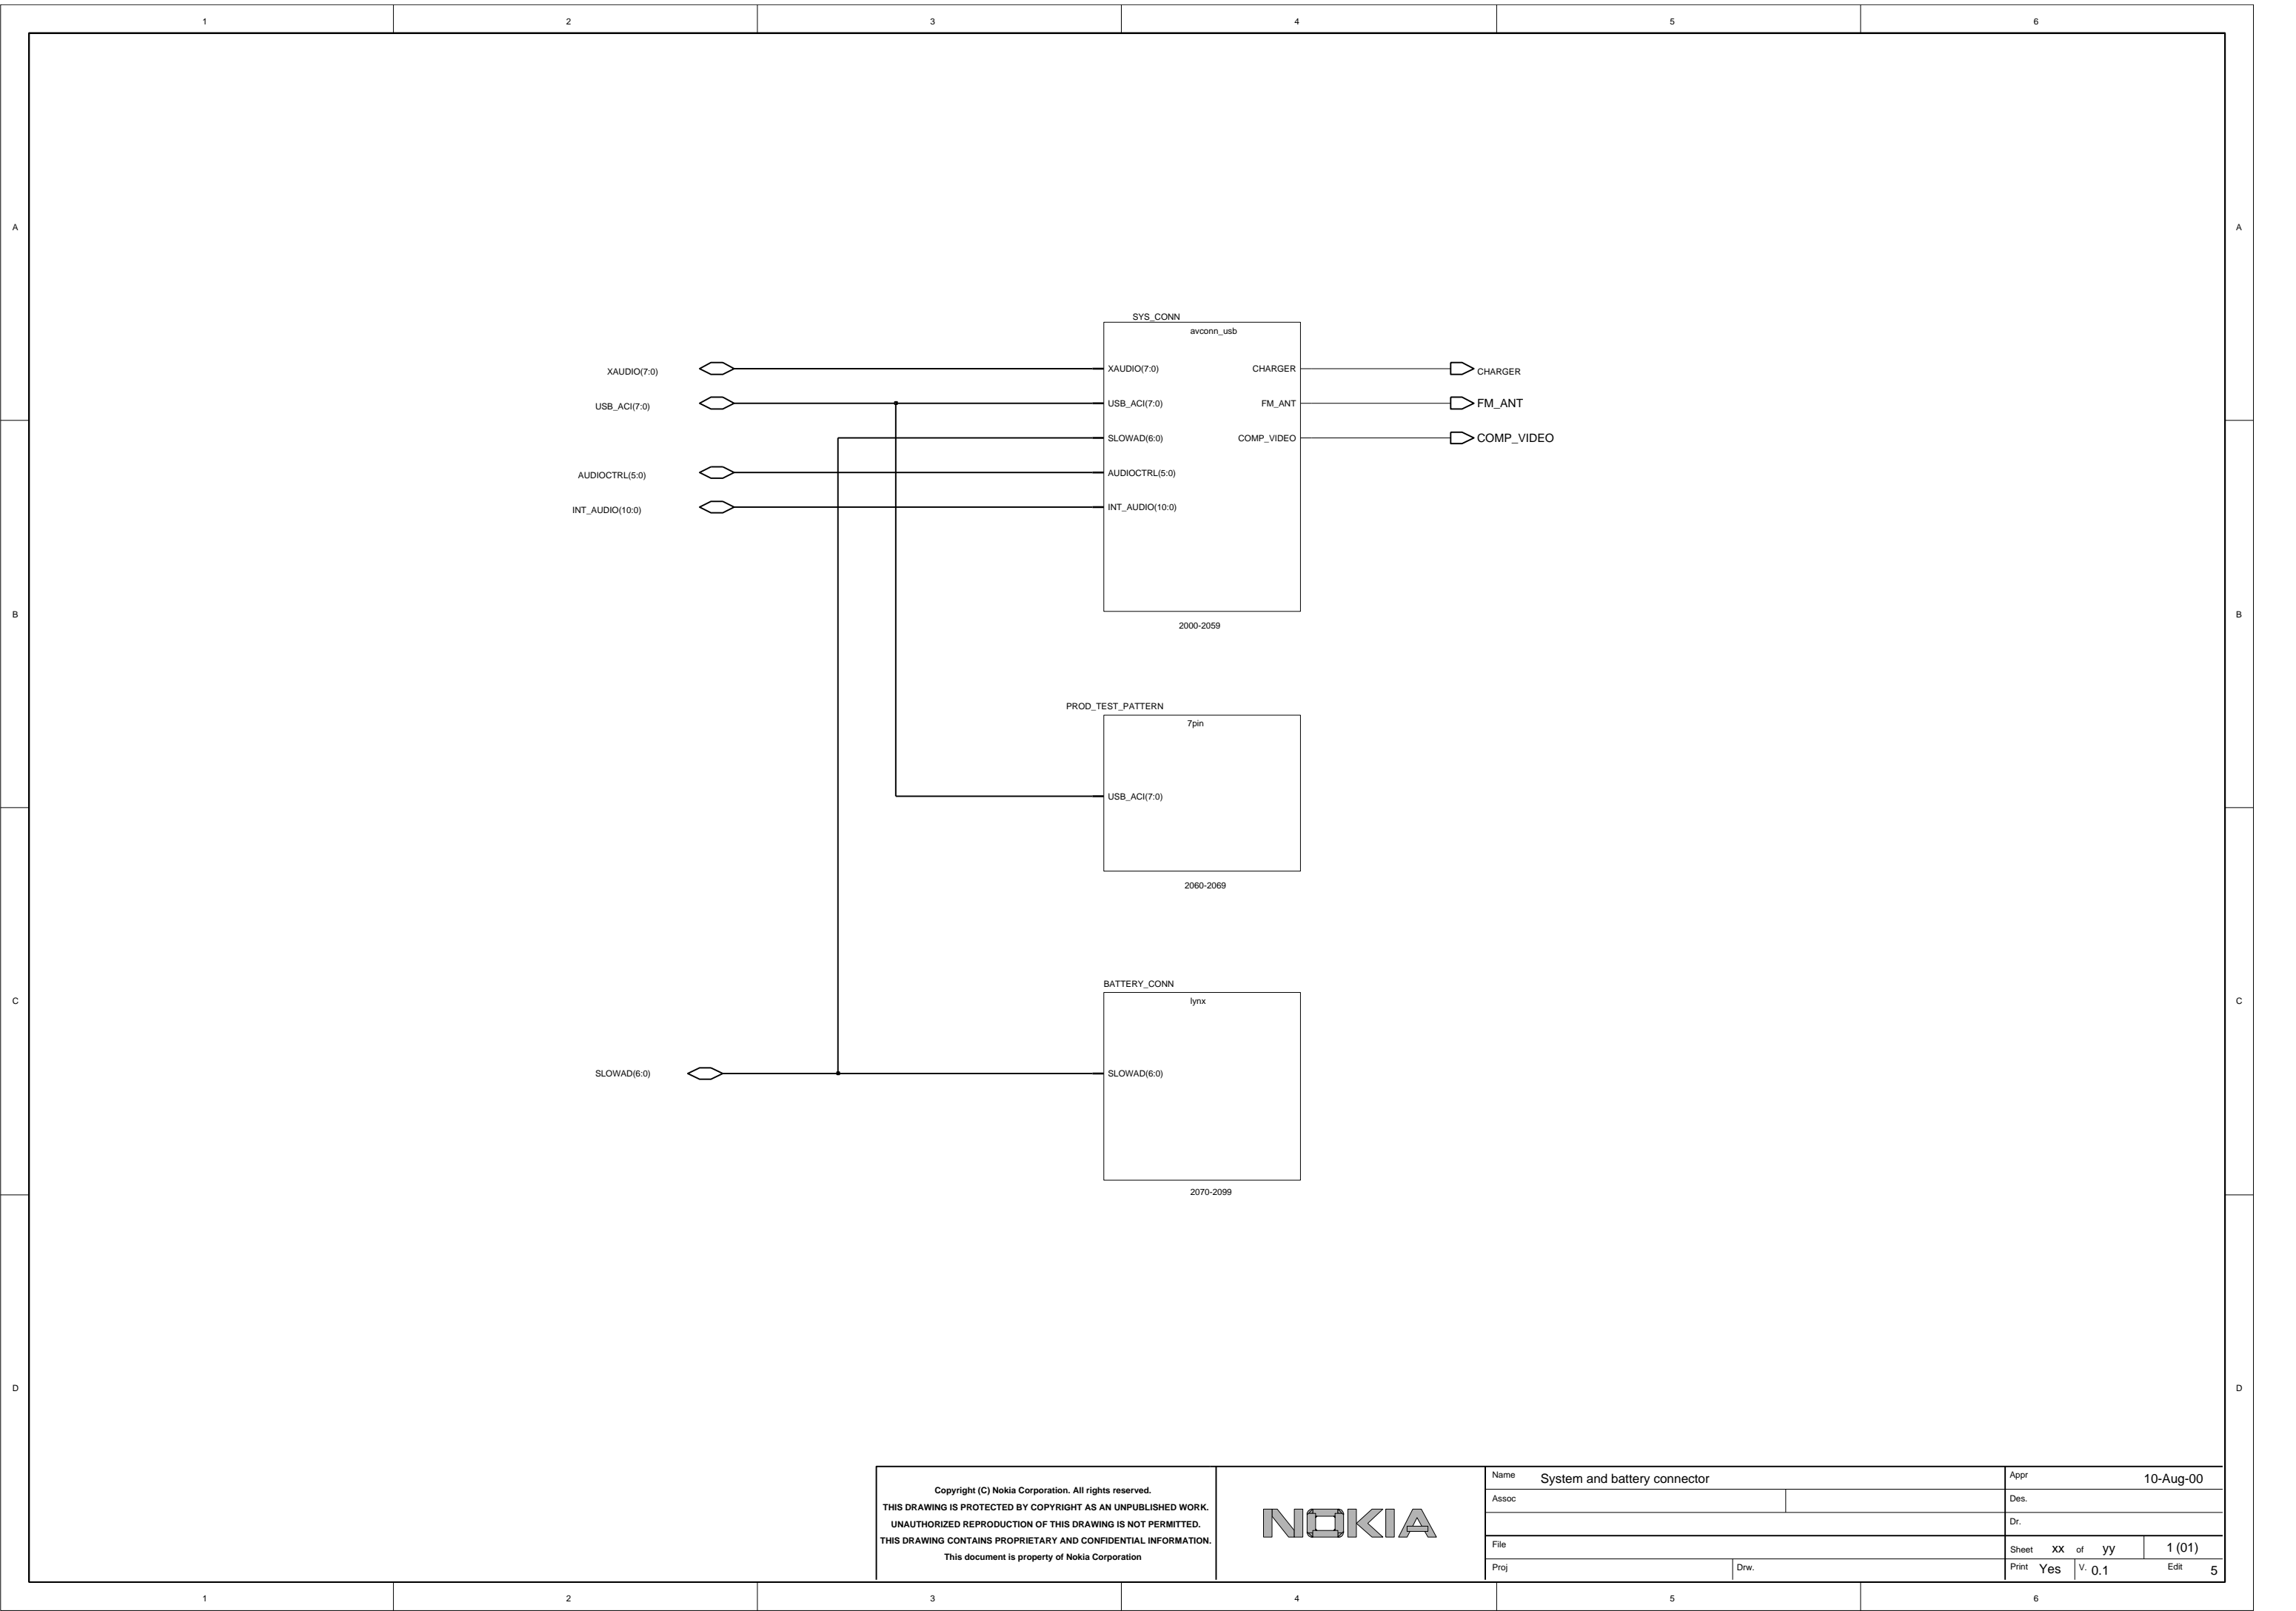 1 2 3 4 5 6
A A
SYS_CONN
avconn_usb
XAUDIO(7:0) XAUDIO(7:0) CHARGER CHARGER
USB_ACI(7:0) USB_ACI(7:0) FM_ANT FM_ANT
SLOWAD(6:0) COMP_VIDEO COMP_VIDEO
AUDIOCTRL(5:0) AUDIOCTRL(5:0)
INT_AUDIO(10:0) INT_AUDIO(10:0)
B B
2000-2059
PROD_TEST_PATTERN
7pin
USB_ACI(7:0)
2060-2069
BATTERY_CONN
lynx
C C
SLOWAD(6:0) SLOWAD(6:0)
2070-2099
D D
Copyright (C) Nokia Corporation. All rights reserved.
THIS DRAWING IS PROTECTED BY COPYRIGHT AS AN UNPUBLISHED WORK.
UNAUTHORIZED REPRODUCTION OF THIS DRAWING IS NOT PERMITTED.
THIS DRAWING CONTAINS PROPRIETARY AND CONFIDENTIAL INFORMATION.
This document is property of Nokia Corporation
NOKIA
Name System and battery connector Appr 10-Aug-00
Assoc Des.
Dr.
File Sheet xx of yy 1 (01)
Proj Drw. Print Yes V. 0.1 Edit 5
1 2 3 4 5 6